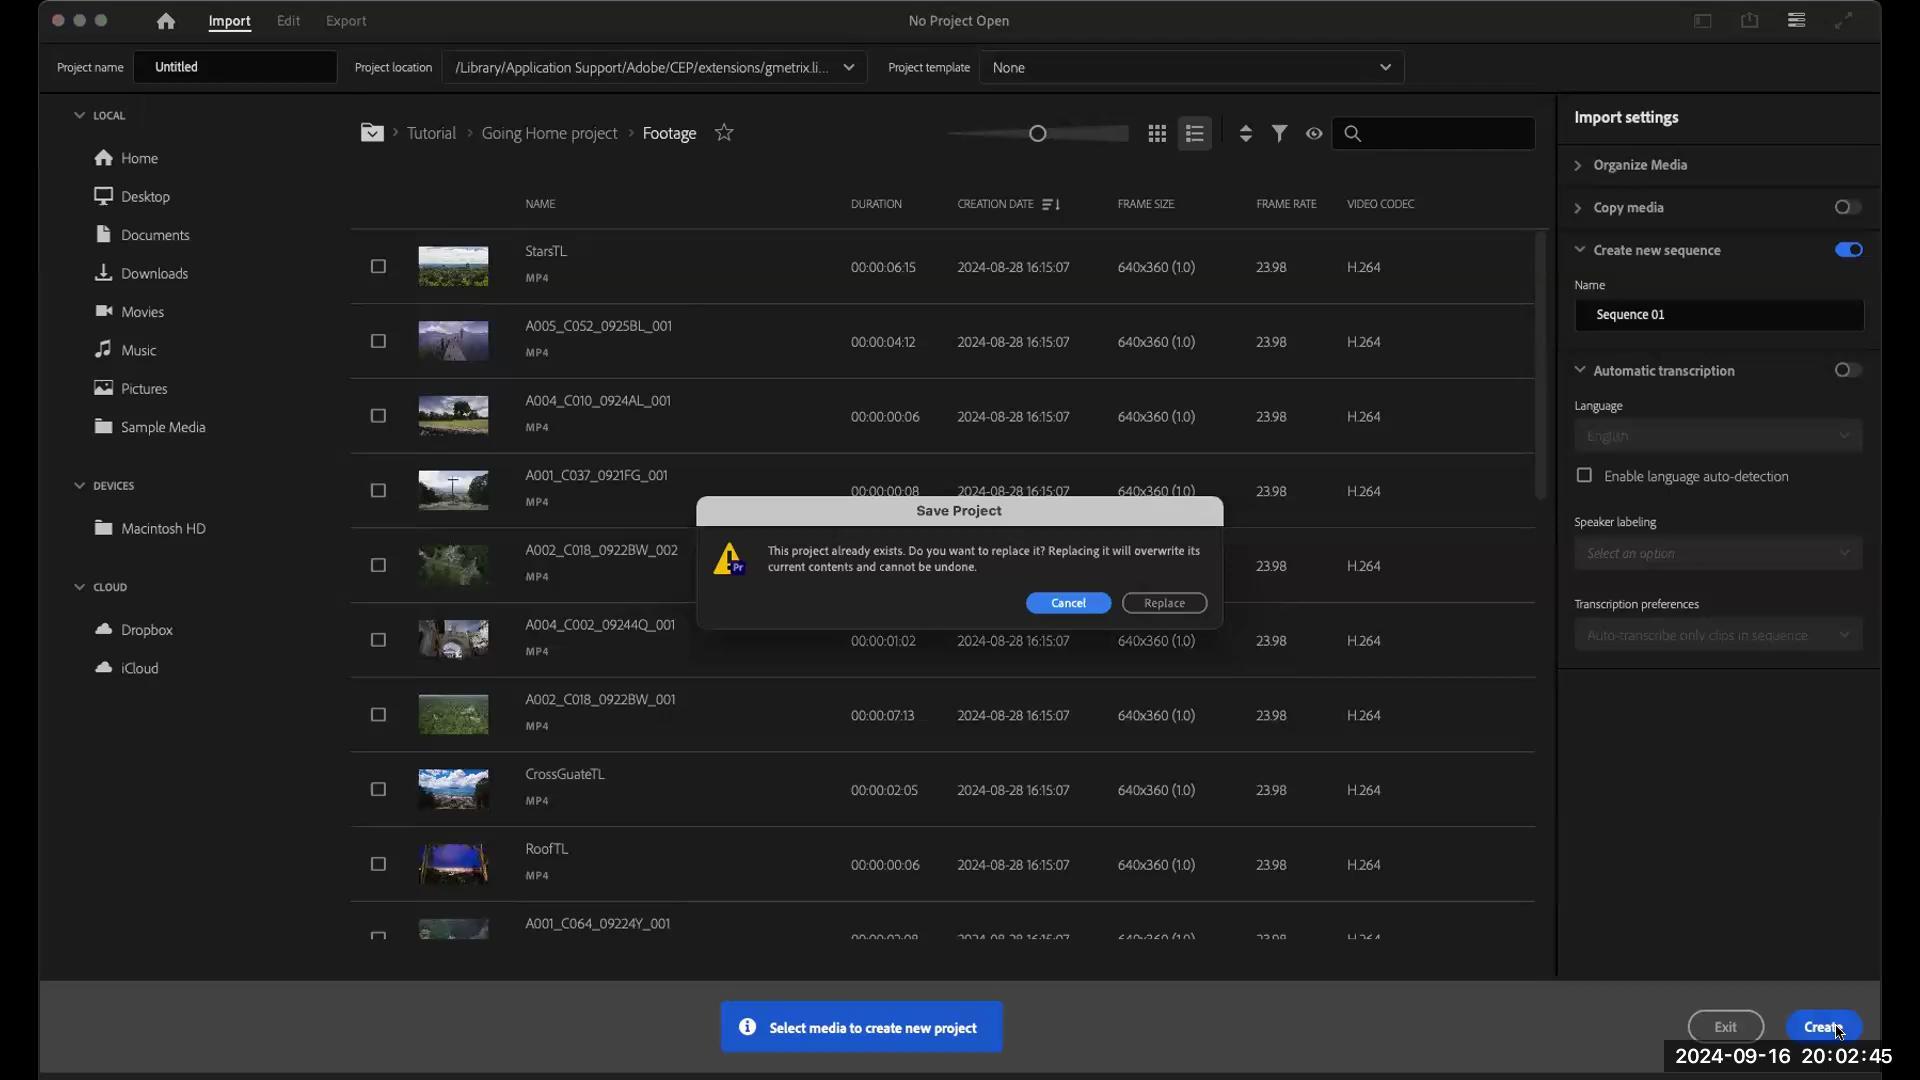 Import Edit Export No Project Open
Project name Untitled Project location /Library/Application Support/Adobe/CEP/extensions/gmetrix.li... Project template None
LOCAL
Home
Desktop
Documents
Downloads
Movies
Music
Pictures
Sample Media
DEVICES
Macintosh HD
CLOUD
Dropbox
iCloud
Tutorial > Going Home project > Footage
NAME DURATION CREATION DATE FRAME SIZE FRAME RATE VIDEO CODEC
StarsTL
MP4
00:00:06:15 2024-08-28 16:15:07 640x360 (1.0) 23.98 H.264
A005_C052_0925BL_001
MP4
00:00:04:12 2024-08-28 16:15:07 640x360 (1.0) 23.98 H.264
A004_C010_0924AL_001
MP4
00:00:00:06 2024-08-28 16:15:07 640x360 (1.0) 23.98 H.264
A001_C037_0921FG_001
MP4
00:00:00:08 2024-08-28 16:15:07 640x360 (1.0) 23.98 H.264
A002_C018_0922BW_002
MP4
23.98 H.264
A004_C002_09244Q_001
MP4
00:00:01:02 2024-08-28 16:15:07 640x360 (1.0) 23.98 H.264
A002_C018_0922BW_001
MP4
00:00:07:13 2024-08-28 16:15:07 640x360 (1.0) 23.98 H.264
CrossGuateTL
MP4
00:00:02:05 2024-08-28 16:15:07 640x360 (1.0) 23.98 H.264
RoofTL
MP4
00:00:00:06 2024-08-28 16:15:07 640x360 (1.0) 23.98 H.264
A001_C064_09224Y_001
Save Project
This project already exists. Do you want to replace it? Replacing it will overwrite its
current contents and cannot be undone.
Cancel Replace
Import settings
Organize Media
Copy media
Create new sequence
Name
Sequence 01
Automatic transcription
Language
English
Enable language auto-detection
Speaker labeling
Select an option
Transcription preferences
Auto-transcribe only clips in sequence
Select media to create new project
Exit Create
2024-09-16 20:02:45